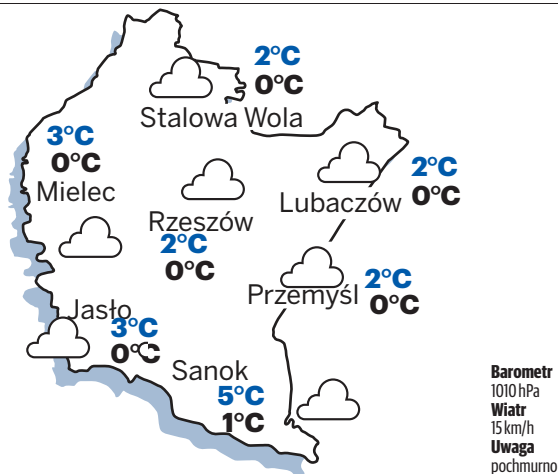 2°C
0°C
Stalowa Wola
3°C
0°C
Mielec
2°C
0°C
Lubaczów
Rzeszów
2°C
0°C
Przemyśl
2°C
0°C
Jasło
3°C
0°C
Sanok
5°C
1°C
Barometr
1010 hPa
Wiatr
15 km/h
Uwaga
pochmurno